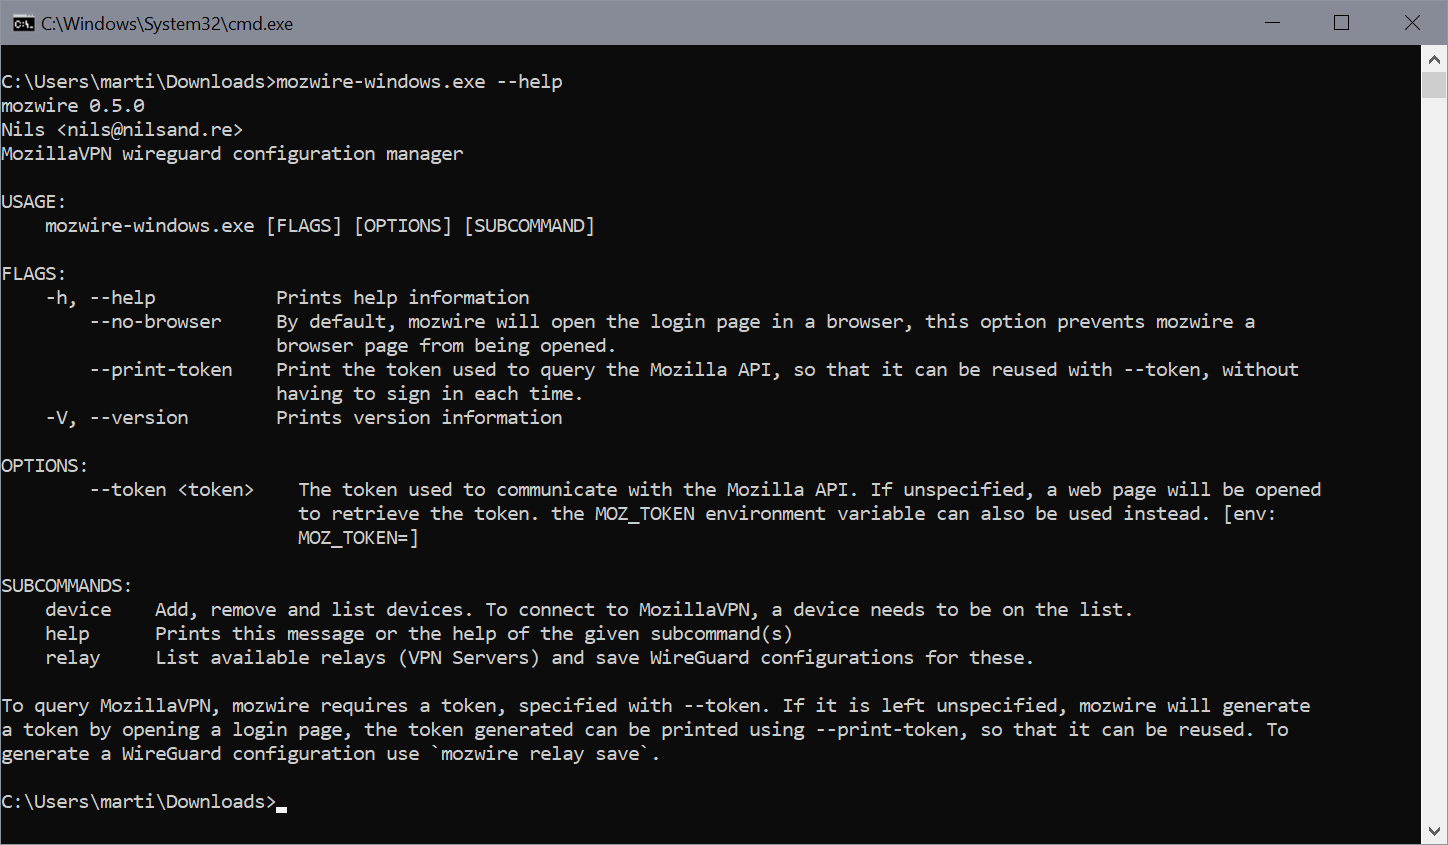 C:\Windows\System32\cmd.exe
C:\Users\marti\Downloads>mozwire-windows.exe --help
mozwire 0.5.0
Nils <nils@nilsand.re>
MozillaVPN wireguard configuration manager
USAGE:
mozwire-windows.exe [FLAGS] [OPTIONS] [SUBCOMMAND]
FLAGS:
-h, --help Prints help information
--no-browser By default, mozwire will open the login page in a browser, this option prevents mozwire a
browser page from being opened.
--print-token Print the token used to query the Mozilla API, so that it can be reused with --token, without
having to sign in each time.
-V, --version Prints version information
OPTIONS:
--token <token> The token used to communicate with the Mozilla API. If unspecified, a web page will be opened
to retrieve the token. the MOZ_TOKEN environment variable can also be used instead. [env:
MOZ_TOKEN=]
SUBCOMMANDS:
device Add, remove and list devices. To connect to MozillaVPN, a device needs to be on the list.
help Prints this message or the help of the given subcommand(s)
relay List available relays (VPN Servers) and save WireGuard configurations for these.
To query MozillaVPN, mozwire requires a token, specified with --token. If it is left unspecified, mozwire will generate
a token by opening a login page, the token generated can be printed using --print-token, so that it can be reused. To
generate a WireGuard configuration use `mozwire relay save`.
C:\Users\marti\Downloads>